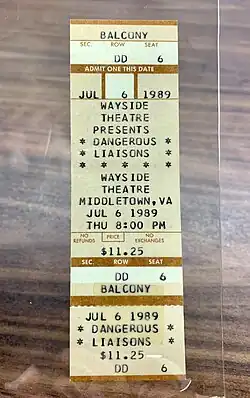 BALCONY
SEC. ROW SEAT
DD 6
ADMIT ONE THIS DATE
JUL 6 1989
WAYSIDE
THEATRE
PRESENTS
* DANGEROUS *
* LIAISONS *
* * * * *
WAYSIDE
THEATRE
MIDDLETOWN,VA
JUL 6 1989
THU 8:00 PM
NO REFUNDS PRICE NO EXCHANGES
$11.25
SEC. ROW SEAT
DD 6
BALCONY
JUL 6 1989
* DANGEROUS *
* LIAISONS *
$11.25
DD 6